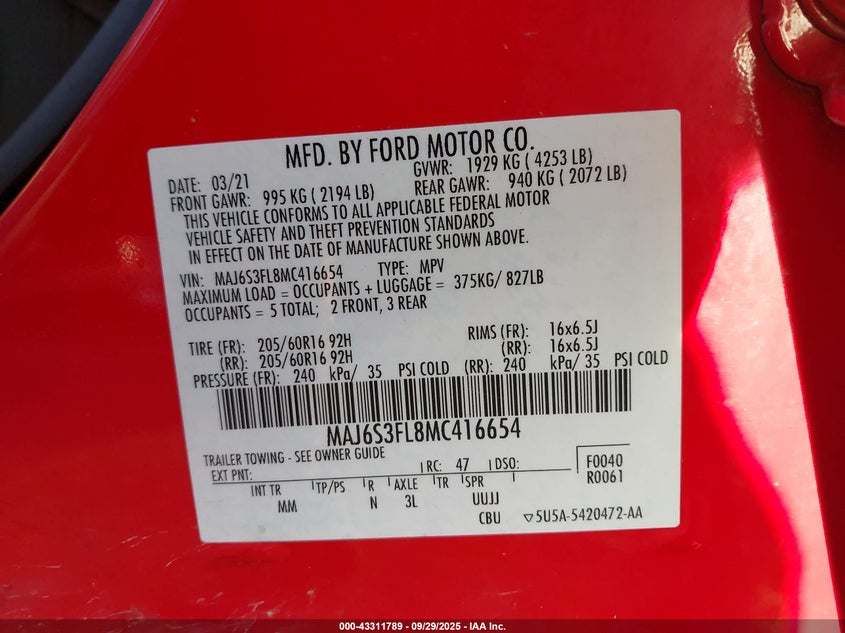 MFD. BY FORD MOTOR CO.
DATE: 03/21 GVWR: 1929 KG ( 4253 LB)
FRONT GAWR: 995 KG ( 2194 LB) REAR GAWR: 940 KG ( 2072 LB)
THIS VEHICLE CONFORMS TO ALL APPLICABLE FEDERAL MOTOR
VEHICLE SAFETY AND THEFT PREVENTION STANDARDS
IN EFFECT ON THE DATE OF MANUFACTURE SHOWN ABOVE.
VIN: MAJ6S3FL8MC416654 TYPE: MPV
MAXIMUM LOAD = OCCUPANTS + LUGGAGE = 375KG/ 827LB
OCCUPANTS = 5 TOTAL; 2 FRONT, 3 REAR
TIRE (FR): 205/60R16 92H RIMS (FR): 16x6.5J
(RR): 205/60R16 92H (RR): 16x6.5J
PRESSURE (FR): 240 kPa/ 35 PSI COLD (RR): 240 kPa/ 35 PSI COLD
MAJ6S3FL8MC416654
TRAILER TOWING - SEE OWNER GUIDE
EXT PNT: RC: 47 DSO: F0040
R0061
INT TR TP/PS R AXLE TR SPR
MM N 3L UUJJ
CBU ▽5U5A-5420472-AA
000-43311789 - 09/29/2025 - IAA Inc.